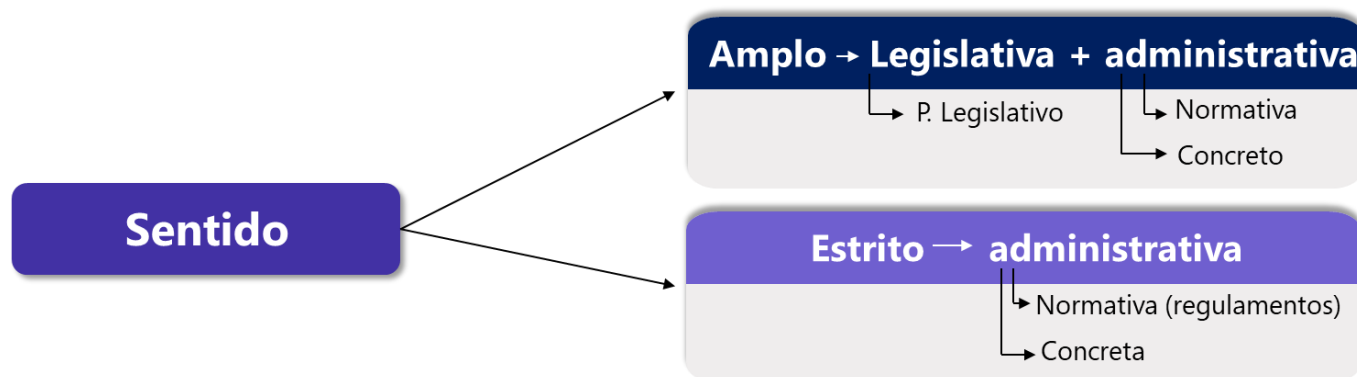 Amplo → Legislativa + administrativa
P. Legislativo
Normativa
Concreto
Sentido
Estrito → administrativa
Normativa (regulamentos)
Concreta